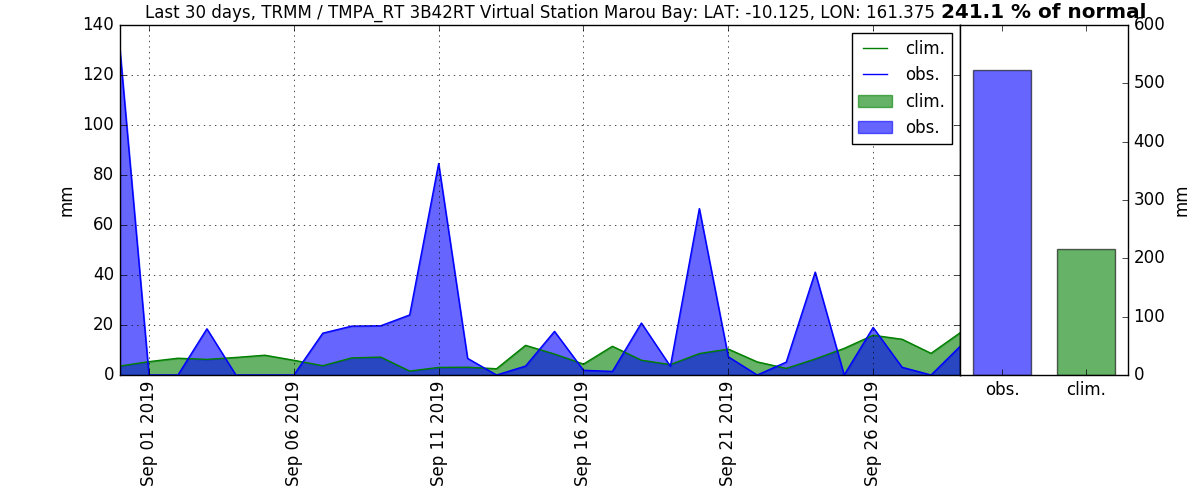 Last 30 days, TRMM / TMPA_RT 3B42RT Virtual Station Marou Bay: LAT: -10.125, LON: 161.375 241.1 % of normal
140
120
100
80
60
40
20
0
mm
clim.
obs.
clim.
obs.
Sep 01 2019
Sep 06 2019
Sep 11 2019
Sep 16 2019
Sep 21 2019
Sep 26 2019
600
500
400
300
200
100
0
mm
obs. clim.